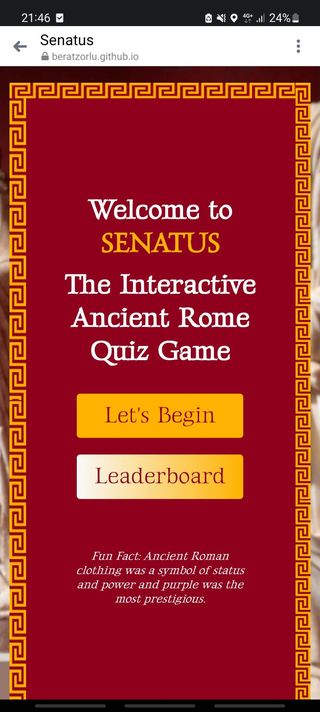 21:46 4G+ 24%
Senatus
beratzorlu.github.io
Welcome to
SENATUS
The Interactive
Ancient Rome
Quiz Game
Let's Begin
Leaderboard
Fun Fact: Ancient Roman
clothing was a symbol of status
and power and purple was the
most prestigious.